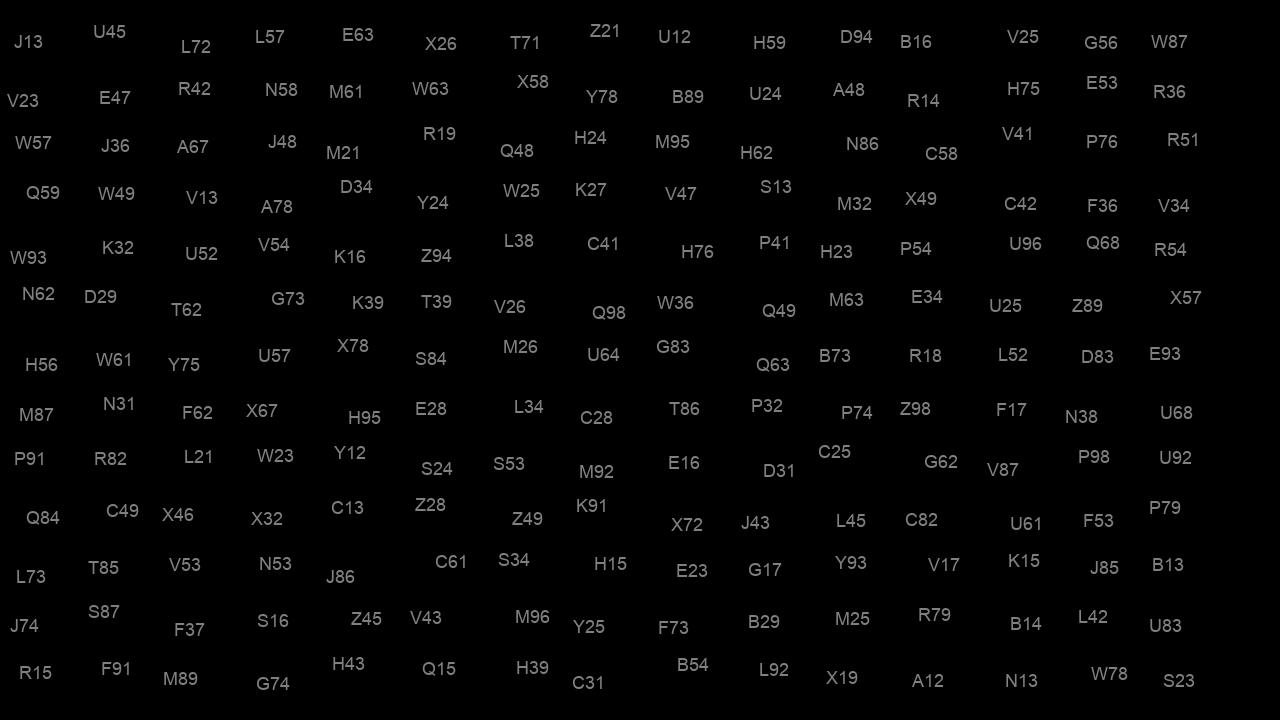 J13 U45 L72 L57 E63 X26 T71 Z21 U12 H59 D94 B16 V25 G56 W87
V23 E47 R42 N58 M61 W63 X58 Y78 B89 U24 A48 R14 H75 E53 R36
W57 J36 A67 J48 M21 R19 Q48 H24 M95 H62 N86 C58 V41 P76 R51
Q59 W49 V13 A78 D34 Y24 W25 K27 V47 S13 M32 X49 C42 F36 V34
W93 K32 U52 V54 K16 Z94 L38 C41 H76 P41 H23 P54 U96 Q68 R54
N62 D29 T62 G73 K39 T39 V26 Q98 W36 Q49 M63 E34 U25 Z89 X57
H56 W61 Y75 U57 X78 S84 M26 U64 G83 Q63 B73 R18 L52 D83 E93
M87 N31 F62 X67 H95 E28 L34 C28 T86 P32 P74 Z98 F17 N38 U68
P91 R82 L21 W23 Y12 S24 S53 M92 E16 D31 C25 G62 V87 P98 U92
Q84 C49 X46 X32 C13 Z28 Z49 K91 X72 J43 L45 C82 U61 F53 P79
L73 T85 V53 N53 J86 C61 S34 H15 E23 G17 Y93 V17 K15 J85 B13
J74 S87 F37 S16 Z45 V43 M96 Y25 F73 B29 M25 R79 B14 L42 U83
R15 F91 M89 G74 H43 Q15 H39 C31 B54 L92 X19 A12 N13 W78 S23